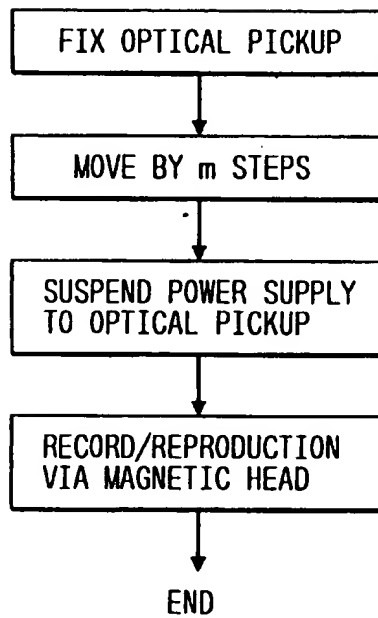 FIX OPTICAL PICKUP
MOVE BY m STEPS
SUSPEND POWER SUPPLY
TO OPTICAL PICKUP
RECORD/REPRODUCTION
VIA MAGNETIC HEAD
END